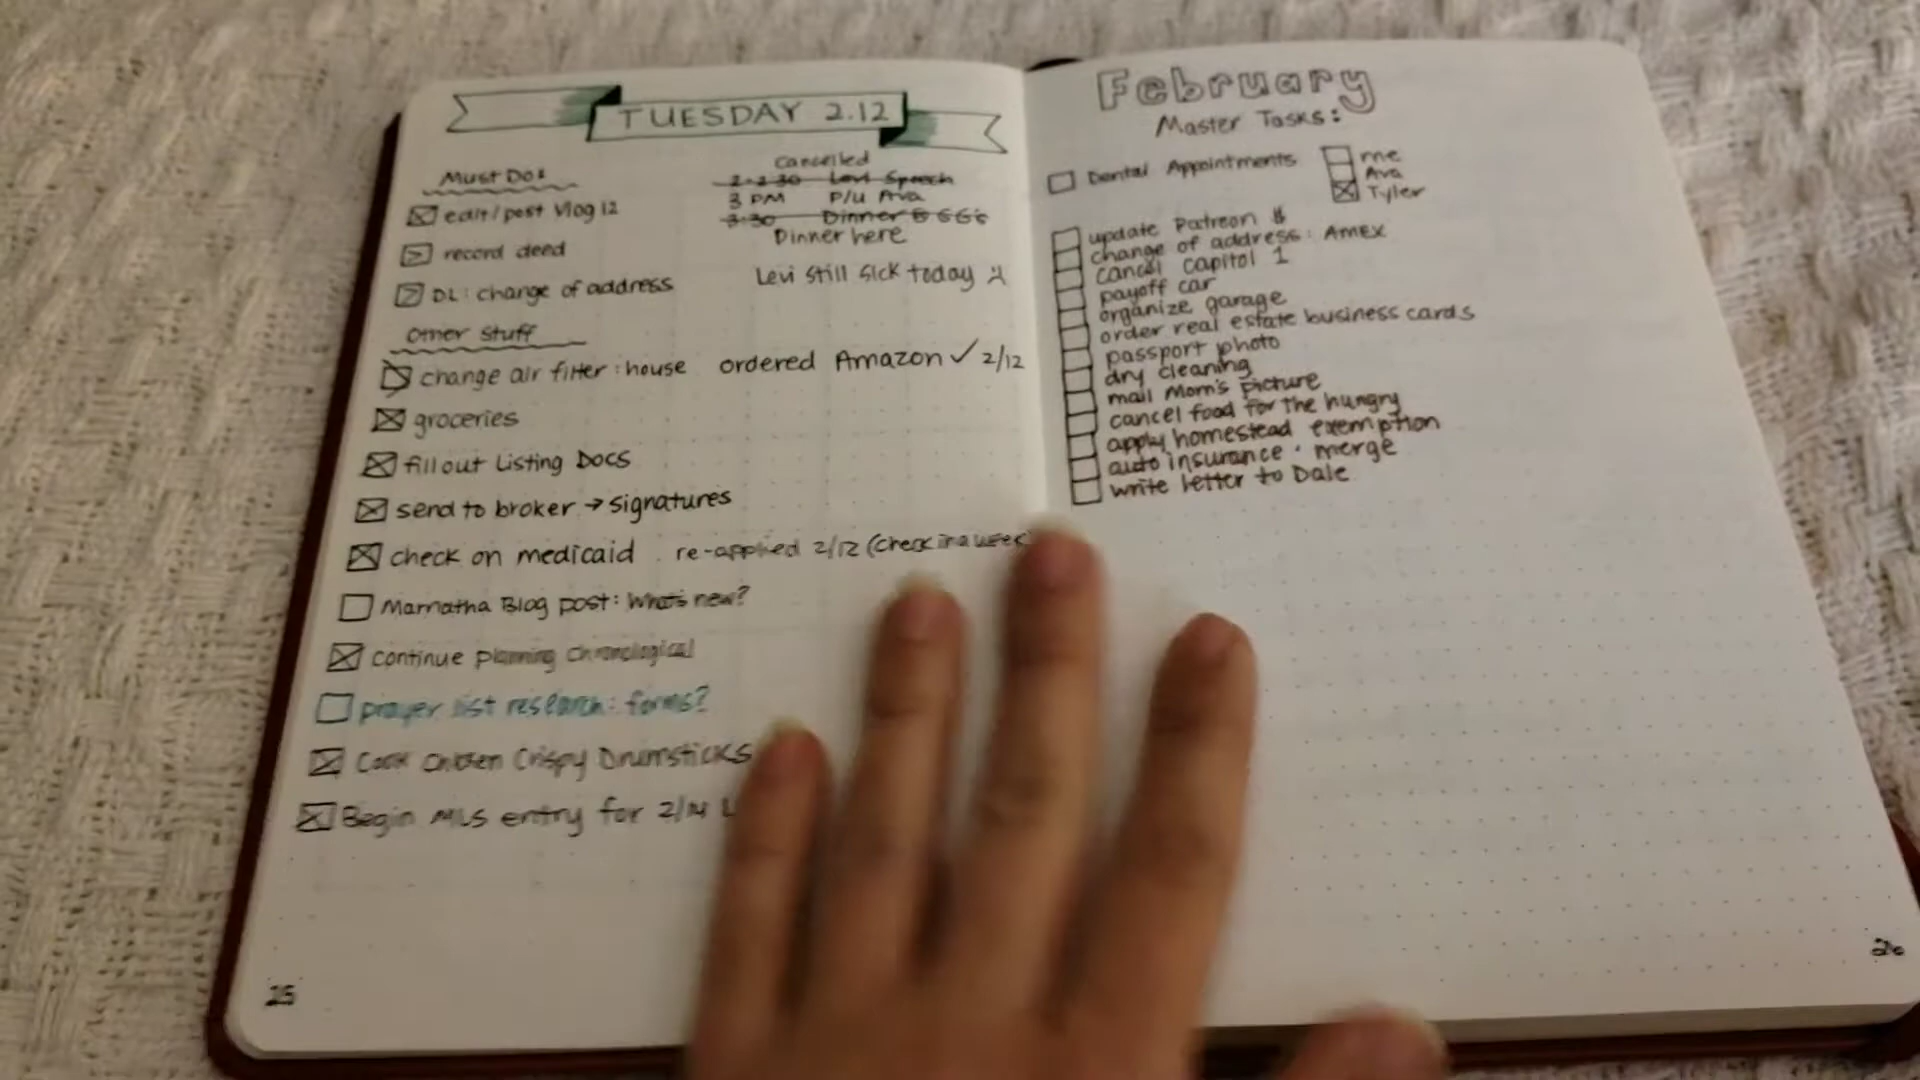 TUESDAY 2.12
Must Do:
edit/post Vlog 12
record deed
DL: change of address
Cancelled
2-2:30 Levi Speech
3 PM P/U Ava
3:30 Dinner @ GG's
Dinner here
Levi still sick today
Other Stuff
change air filter: house ordered Amazon ✓ 2/12
groceries
fill out Listing Docs
send to broker → signatures
check on medicaid re-applied 2/12 (check in a week)
Marnatha Blog post: What's new?
continue planning chronological
prayer list research: forms?
Cook Chicken Crispy Drumsticks
Begin MLS entry for 2/14
25
February
Master Tasks:
Dental Appointments
me
Ava
Tyler
update Patreon $
change of address: AMEX
cancel Capitol 1
payoff car
organize garage
order real estate business cards
passport photo
dry cleaning
mail Mom's picture
cancel food for the hungry
apply homestead exemption
auto insurance · merge
write letter to Dale
26